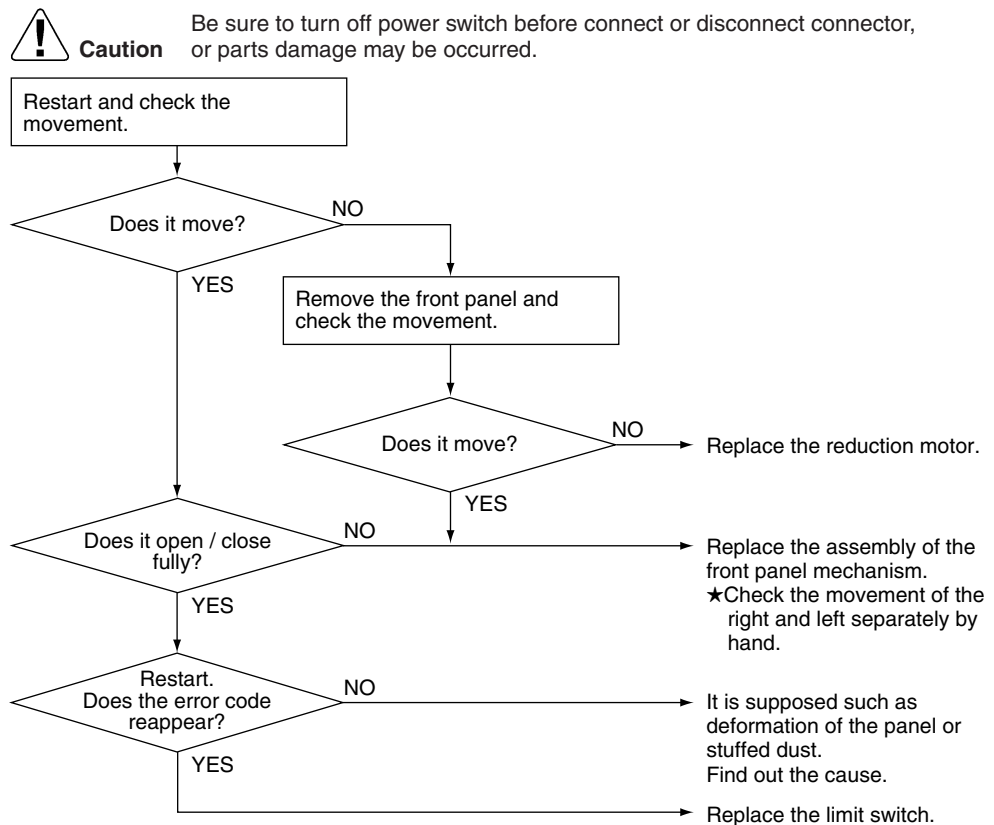 Be sure to turn off power switch before connect or disconnect connector,
Caution or parts damage may be occurred.
Restart and check the
movement.
Does it move?
NO
YES
Remove the front panel and
check the movement.
Does it move?
NO
Replace the reduction motor.
YES
Does it open / close
fully?
NO
Replace the assembly of the
front panel mechanism.
★Check the movement of the
right and left separately by
hand.
YES
Restart.
Does the error code
reappear?
NO
It is supposed such as
deformation of the panel or
stuffed dust.
Find out the cause.
YES
Replace the limit switch.